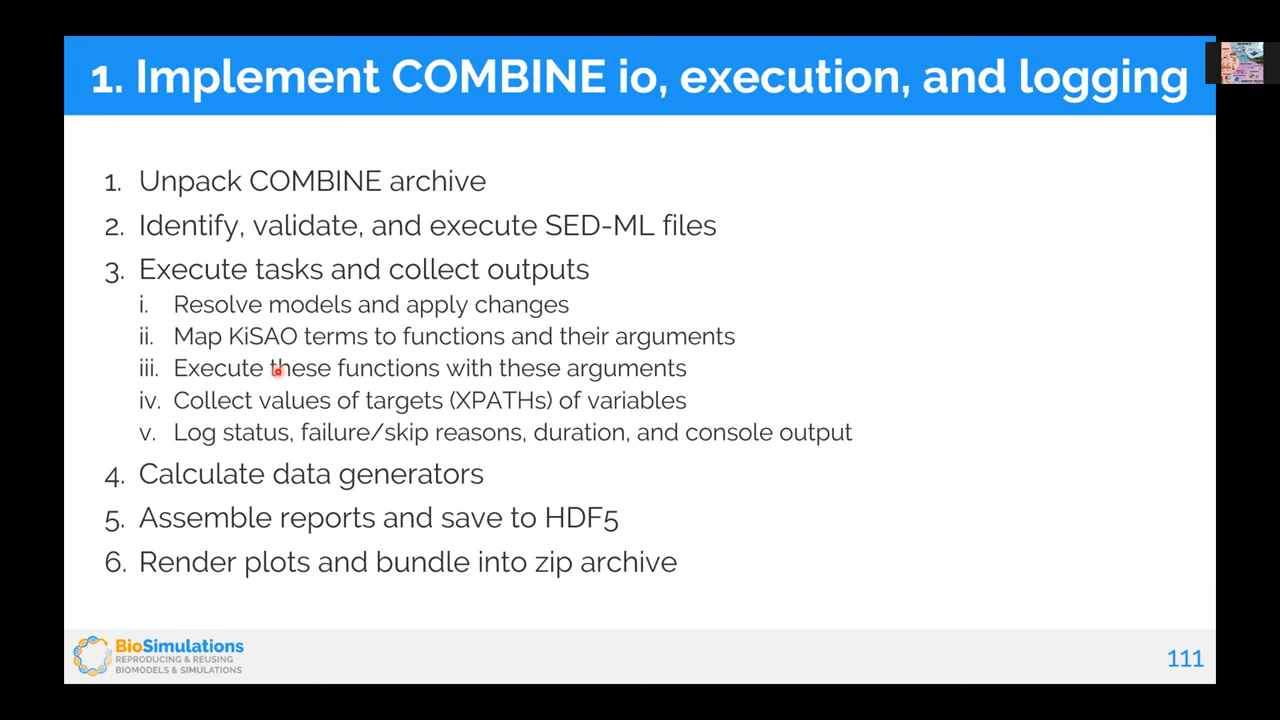 1. Implement COMBINE io, execution, and logging
1. Unpack COMBINE archive
2. Identify, validate, and execute SED-ML files
3. Execute tasks and collect outputs
i. Resolve models and apply changes
ii. Map KiSAO terms to functions and their arguments
iii. Execute these functions with these arguments
iv. Collect values of targets (XPATHs) of variables
v. Log status, failure/skip reasons, duration, and console output
4. Calculate data generators
5. Assemble reports and save to HDF5
6. Render plots and bundle into zip archive
BioSimulations
REPRODUCING & REUSING
BIOMODELS & SIMULATIONS
111